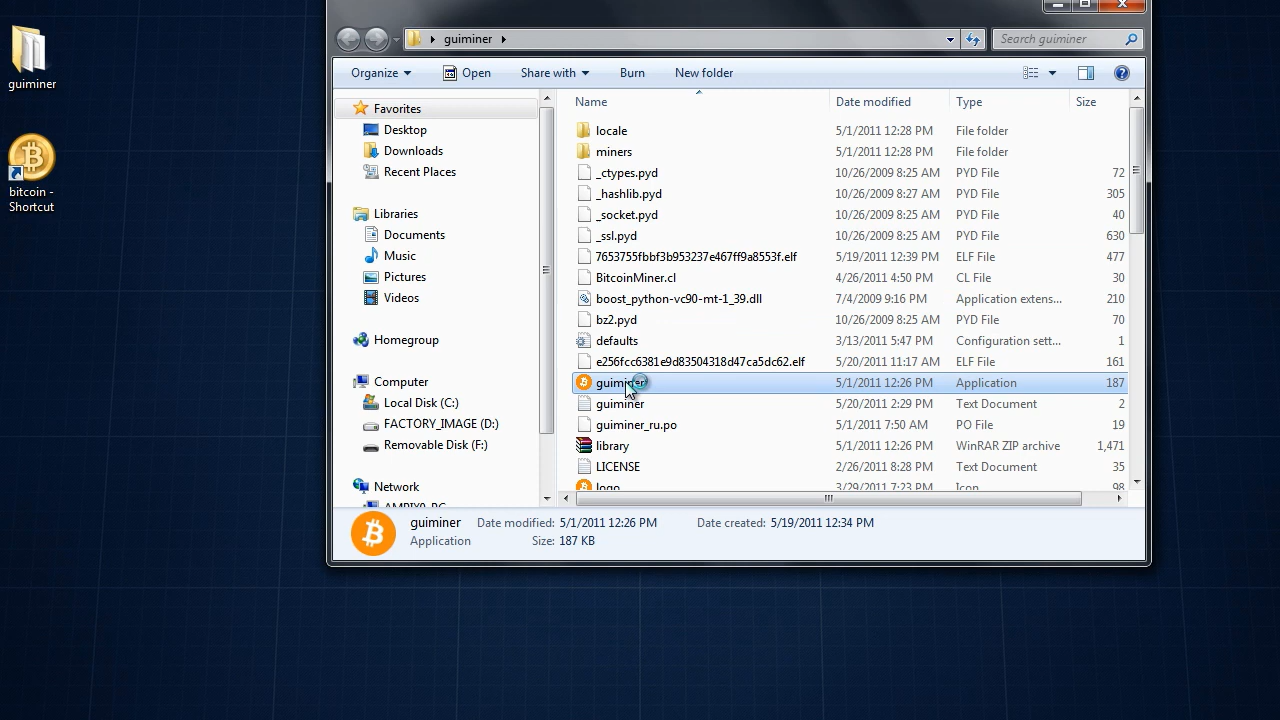 guiminer
bitcoin -
Shortcut
guiminer
Search guiminer
Organize Open Share with Burn New folder
Favorites
Desktop
Downloads
Recent Places
Libraries
Documents
Music
Pictures
Videos
Homegroup
Computer
Local Disk (C:)
FACTORY_IMAGE (D:)
Removable Disk (F:)
Network
Name Date modified Type Size
locale 5/1/2011 12:28 PM File folder
miners 5/1/2011 12:28 PM File folder
_ctypes.pyd 10/26/2009 8:25 AM PYD File 72
_hashlib.pyd 10/26/2009 8:27 AM PYD File 305
_socket.pyd 10/26/2009 8:25 AM PYD File 40
_ssl.pyd 10/26/2009 8:25 AM PYD File 630
7653755fbbf3b953237e467ff9a8553f.elf 5/19/2011 12:39 PM ELF File 477
BitcoinMiner.cl 4/26/2011 4:50 PM CL File 30
boost_python-vc90-mt-1_39.dll 7/4/2009 9:16 PM Application extens... 210
bz2.pyd 10/26/2009 8:25 AM PYD File 70
defaults 3/13/2011 5:47 PM Configuration sett... 1
e256fcc6381e9d83504318d47ca5dc62.elf 5/20/2011 11:17 AM ELF File 161
guiminer 5/1/2011 12:26 PM Application 187
guiminer 5/20/2011 2:29 PM Text Document 2
guiminer_ru.po 5/1/2011 7:50 AM PO File 14
library 5/1/2011 12:26 PM WinRAR ZIP archive 1,471
LICENSE 2/26/2011 8:28 PM Text Document 35
logo 3/29/2011 7:23 PM Icon 98
guiminer Date modified: 5/1/2011 12:26 PM Date created: 5/19/2011 12:34 PM
Application Size: 187 KB